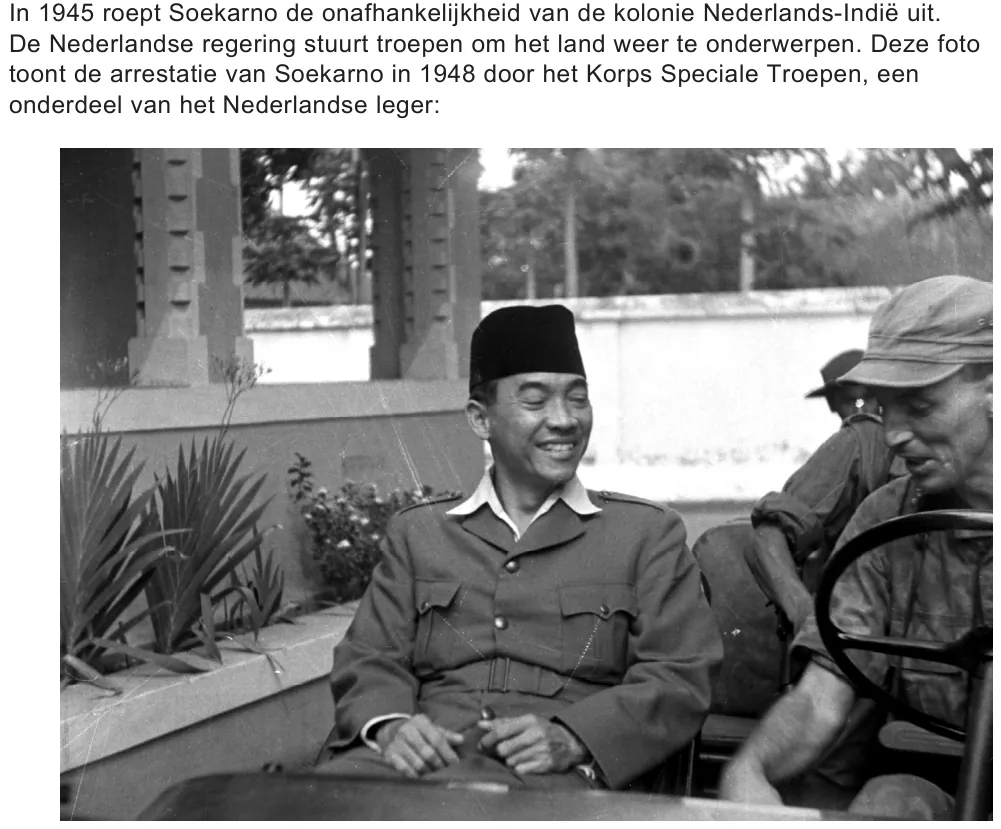 In 1945 roept Soekarno de onafhankelijkheid van de kolonie Nederlands-Indië uit.
De Nederlandse regering stuurt troepen om het land weer te onderwerpen. Deze foto
toont de arrestatie van Soekarno in 1948 door het Korps Speciale Troepen, een
onderdeel van het Nederlandse leger: